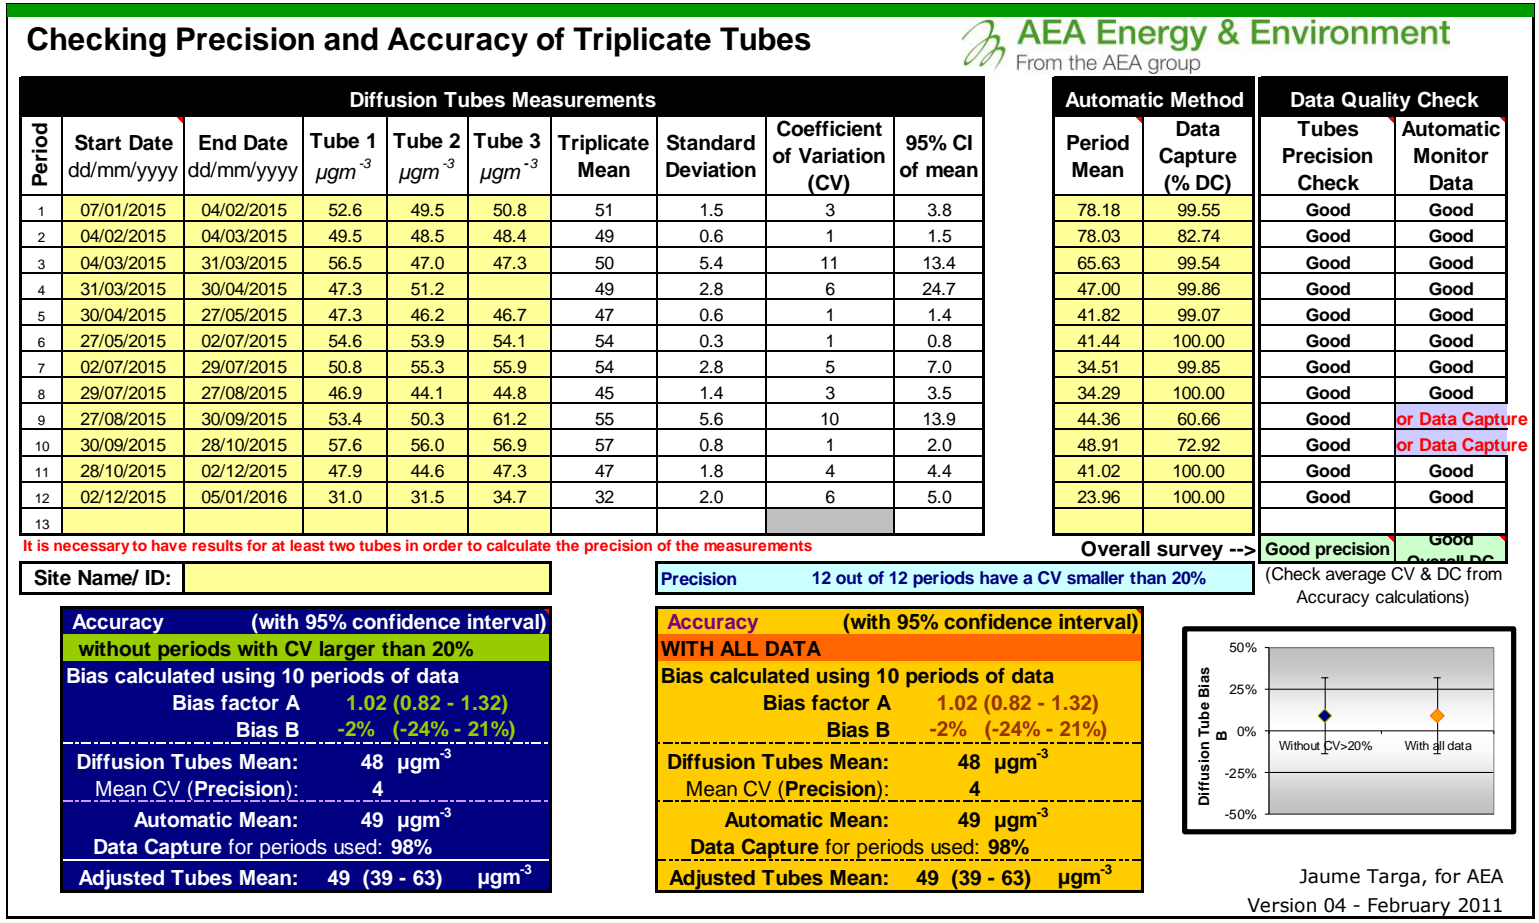 Checking Precision and Accuracy of Triplicate Tubes
AEA Energy & Environment
From the AEA group
Diffusion Tubes Measurements
Automatic Method
Data Quality Check
Period
Start Date dd/mm/yyyy
End Date dd/mm/yyyy
Tube 1 µgm-3
Tube 2 µgm-3
Tube 3 µgm-3
Triplicate Mean
Standard Deviation
Coefficient of Variation (CV)
95% CI of mean
Period Mean
Data Capture (% DC)
Tubes Precision Check
Automatic Monitor Data
1 07/01/2015 04/02/2015 52.6 49.5 50.8 51 1.5 3 3.8 78.18 99.55 Good Good
2 04/02/2015 04/03/2015 49.5 48.5 48.4 49 0.6 1 1.5 78.03 82.74 Good Good
3 04/03/2015 31/03/2015 56.5 47.0 47.3 50 5.4 11 13.4 65.63 99.54 Good Good
4 31/03/2015 30/04/2015 47.3 51.2 49 2.8 6 24.7 47.00 99.86 Good Good
5 30/04/2015 27/05/2015 47.3 46.2 46.7 47 0.6 1 1.4 41.82 99.07 Good Good
6 27/05/2015 02/07/2015 54.6 53.9 54.1 54 0.3 1 0.8 41.44 100.00 Good Good
7 02/07/2015 29/07/2015 50.8 55.3 55.9 54 2.8 5 7.0 34.51 99.85 Good Good
8 29/07/2015 27/08/2015 46.9 44.1 44.8 45 1.4 3 3.5 34.29 100.00 Good Good
9 27/08/2015 30/09/2015 53.4 50.3 61.2 55 5.6 10 13.9 44.36 60.66 Good or Data Capture
10 30/09/2015 28/10/2015 57.6 56.0 56.9 57 0.8 1 2.0 48.91 72.92 Good or Data Capture
11 28/10/2015 02/12/2015 47.9 44.6 47.3 47 1.8 4 4.4 41.02 100.00 Good Good
12 02/12/2015 05/01/2016 31.0 31.5 34.7 32 2.0 6 5.0 23.96 100.00 Good Good
13
It is necessary to have results for at least two tubes in order to calculate the precision of the measurements
Overall survey --> Good precision Good Overall DC
Site Name/ ID:
Precision 12 out of 12 periods have a CV smaller than 20%
(Check average CV & DC from
Accuracy calculations)
Accuracy (with 95% confidence interval)
without periods with CV larger than 20%
Bias calculated using 10 periods of data
Bias factor A 1.02 (0.82 - 1.32)
Bias B -2% (-24% - 21%)
Diffusion Tubes Mean: 48 µgm-3
Mean CV (Precision): 4
Automatic Mean: 49 µgm-3
Data Capture for periods used: 98%
Adjusted Tubes Mean: 49 (39 - 63) µgm-3
Accuracy (with 95% confidence interval)
WITH ALL DATA
Bias calculated using 10 periods of data
Bias factor A 1.02 (0.82 - 1.32)
Bias B -2% (-24% - 21%)
Diffusion Tubes Mean: 48 µgm-3
Mean CV (Precision): 4
Automatic Mean: 49 µgm-3
Data Capture for periods used: 98%
Adjusted Tubes Mean: 49 (39 - 63) µgm-3
Diffusion Tube Bias B
50%
25%
0%
-25%
-50%
Without CV>20%
With all data
Jaume Targa, for AEA
Version 04 - February 2011